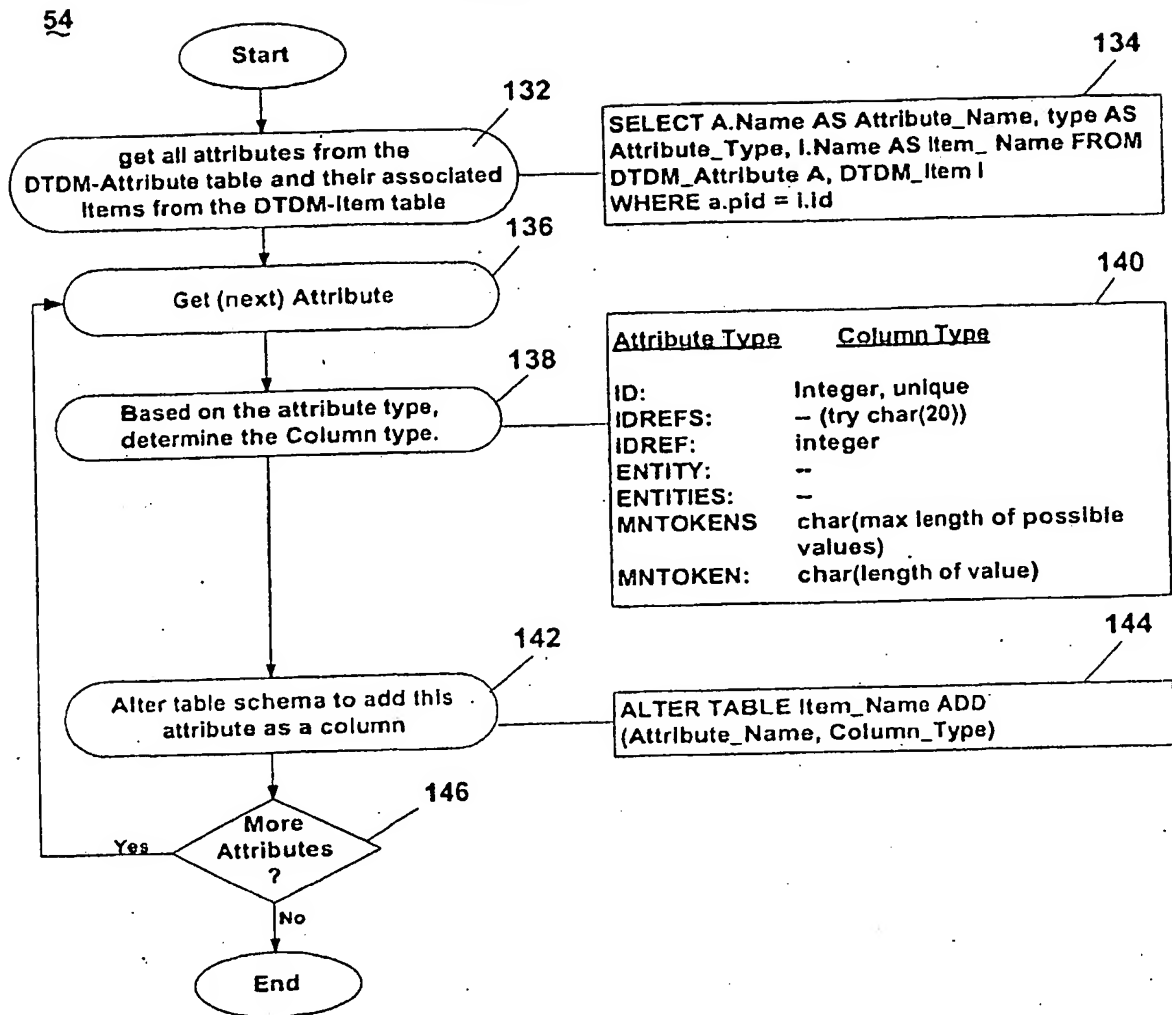 54
Start
132
get all attributes from the
DTDM-Attribute table and their associated
Items from the DTDM-Item table
134
SELECT A.Name AS Attribute_Name, type AS
Attribute_Type, I.Name AS Item_ Name FROM
DTDM_Attribute A, DTDM_Item I
WHERE a.pid = i.id
136
Get (next) Attribute
138
Based on the attribute type,
determine the Column type.
140
Attribute Type Column Type
ID: Integer, unique
IDREFS: – (try char(20))
IDREF: integer
ENTITY: –
ENTITIES: –
MNTOKENS char(max length of possible
values)
MNTOKEN: char(length of value)
142
Alter table schema to add this
attribute as a column
144
ALTER TABLE Item_Name ADD
(Attribute_Name, Column_Type)
146
More
Attributes
?
Yes
No
End